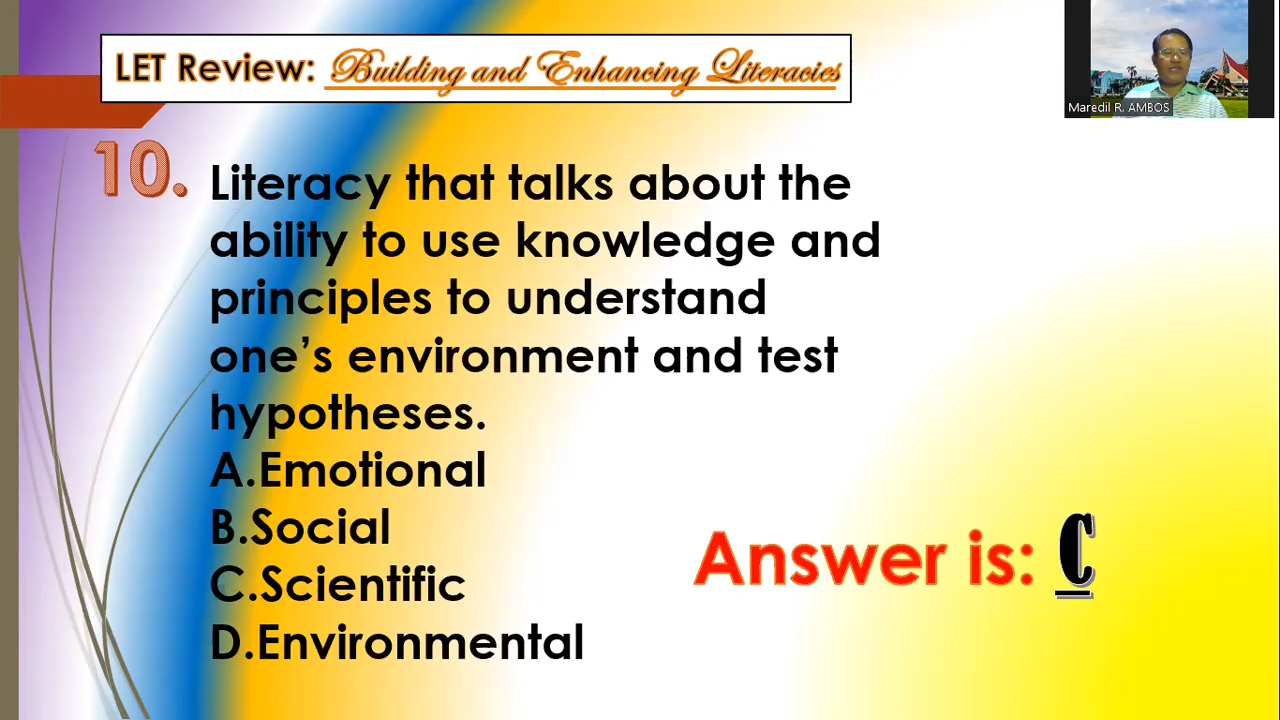 LET Review: Building and Enhancing Literacies
Maredil R. AMBOS
10. Literacy that talks about the
ability to use knowledge and
principles to understand
one’s environment and test
hypotheses.
A.Emotional
B.Social
C.Scientific
D.Environmental
Answer is: C